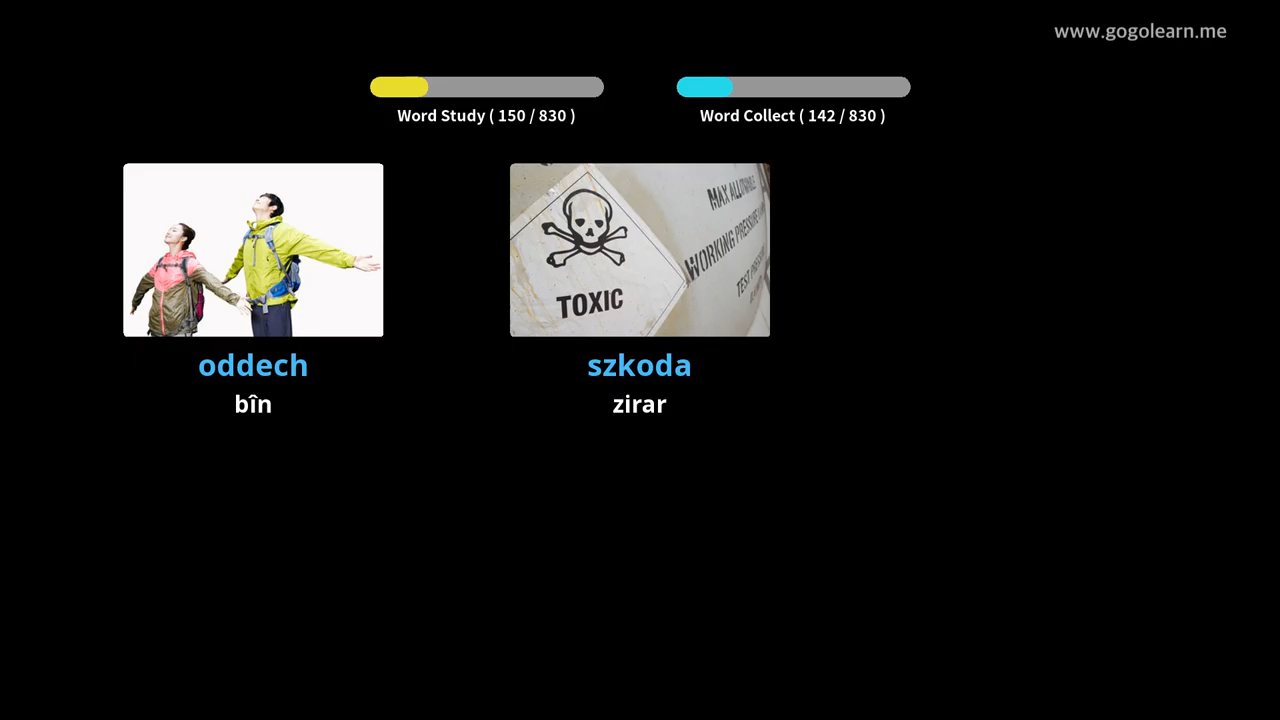 www.gogolearn.me
Word Study ( 150 / 830 )
Word Collect ( 142 / 830 )
TOXIC
MAX ALLOWABLE
WORKING PRESSURE
TEST PRESSURE
oddech
szkoda
bîn
zirar